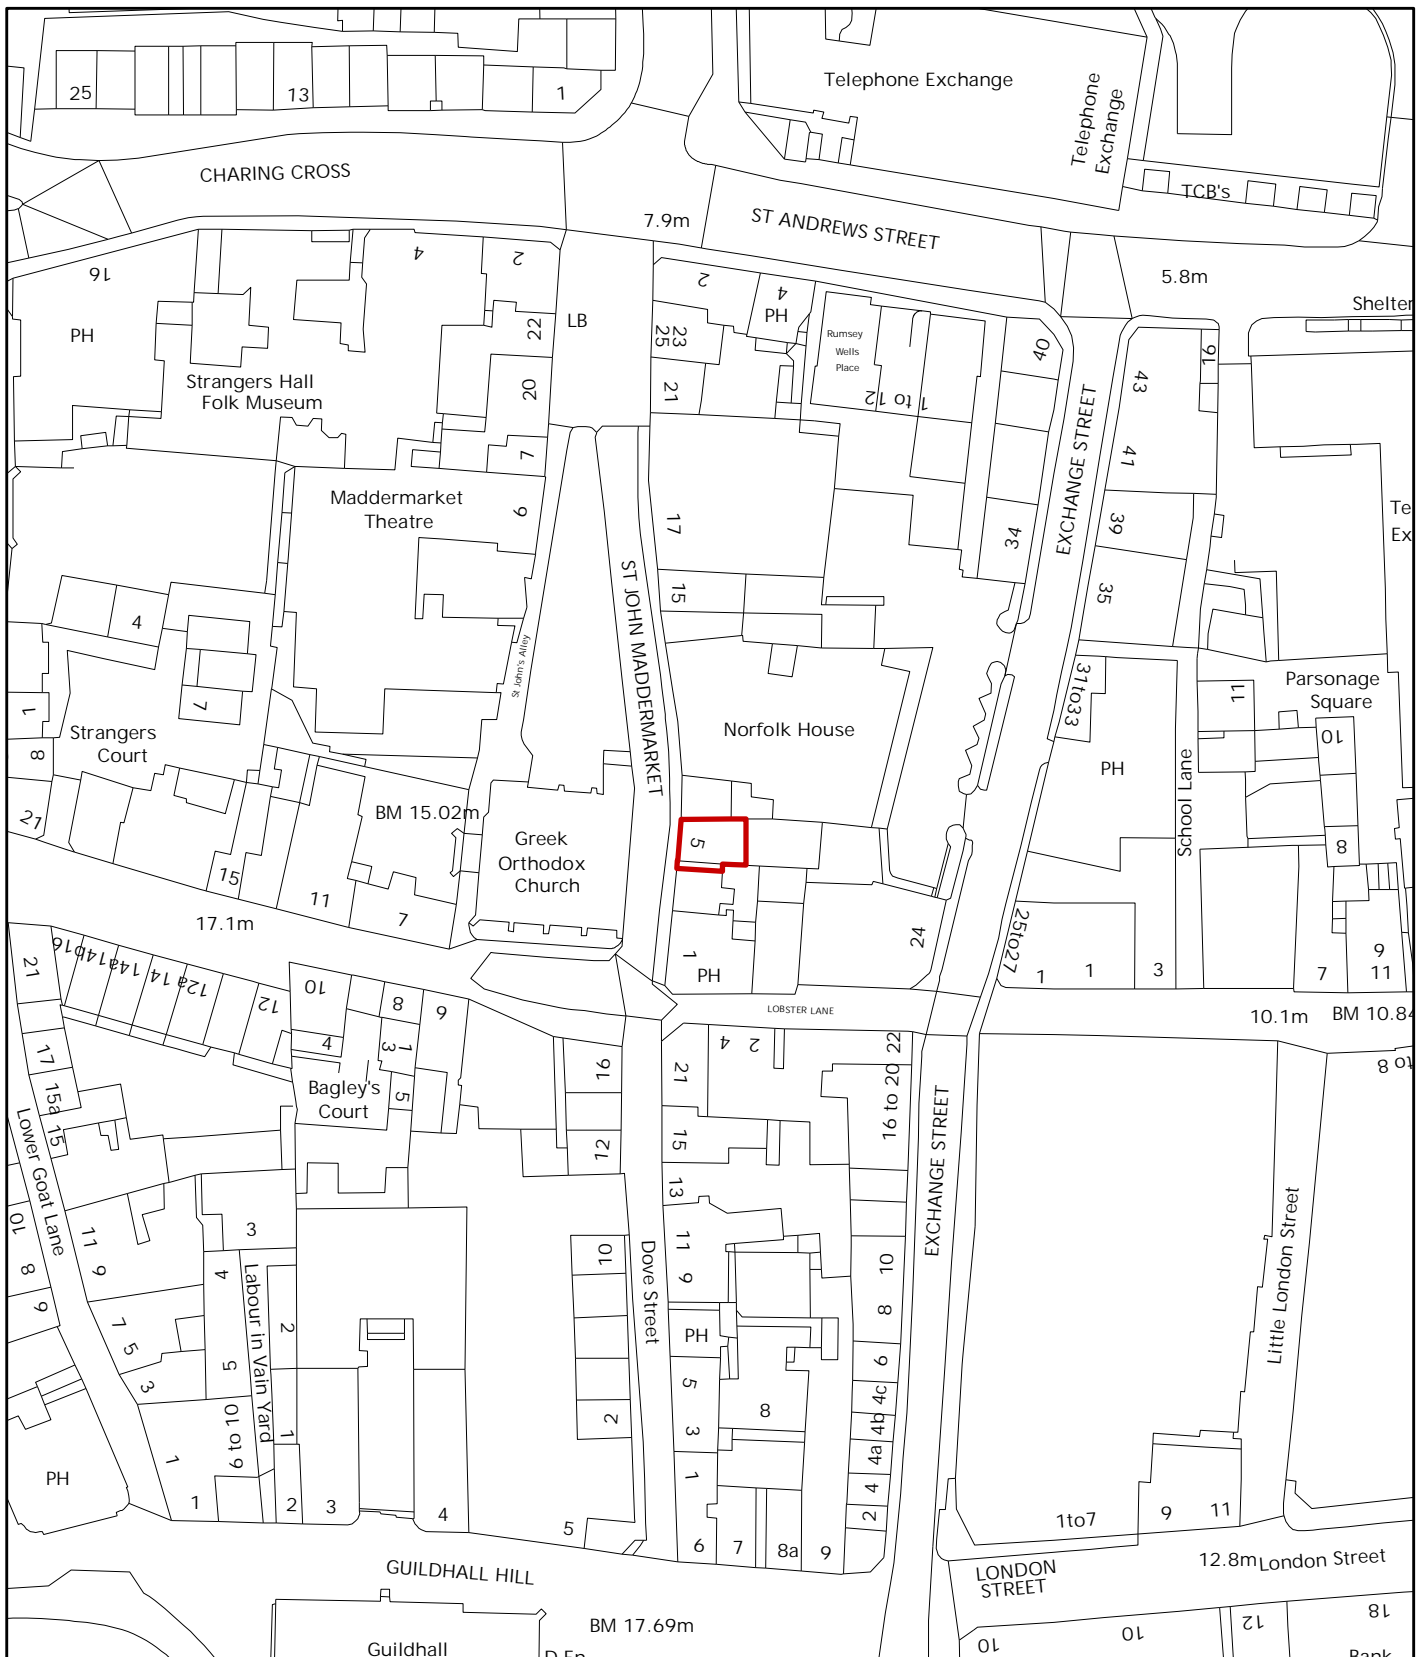 25
13
1
Telephone Exchange
Telephone
Exchange
TCB's
CHARING CROSS
7.9m
ST ANDREWS STREET
5.8m
Shelter
16
PH
4
2
22
LB
20
7
Strangers Hall
Folk Museum
2
4
PH
23
25
21
Rumsey
Wells
Place
1 to 12
40
EXCHANGE STREET
43
16
41
39
35
34
Te
Ex
Maddermarket
Theatre
6
17
15
ST JOHN MADDERMARKET
St John's Alley
4
7
1
8
21
Strangers
Court
Norfolk House
31to33
PH
11
Parsonage
Square
10
8
School Lane
BM 15.02m
Greek
Orthodox
Church
5
15
11
7
17.1m
1
PH
24
25to27
1
1
3
7
9
11
LOBSTER LANE
10.1m
BM 10.84
to 8
21
16
14b
14a
14
12a
12
10
8
6
4
1
3
5
Bagley's
Court
17
15a
15
Lower Goat Lane
16
12
21
4
2
15
13
11
9
22
16 to 20
EXCHANGE STREET
Little London Street
10
8
9
11
9
7
5
3
1
3
4
5
9 to 10
Labour in Vain Yard
2
1
10
2
Dove Street
PH
5
3
1
8
10
8
6
4c
4b
4a
4
2
PH
1
2
3
4
5
6
7
8a
9
1to7
9
11
GUILDHALL HILL
LONDON
STREET
12.8m
London Street
BM 17.69m
Guildhall
10
10
12
18